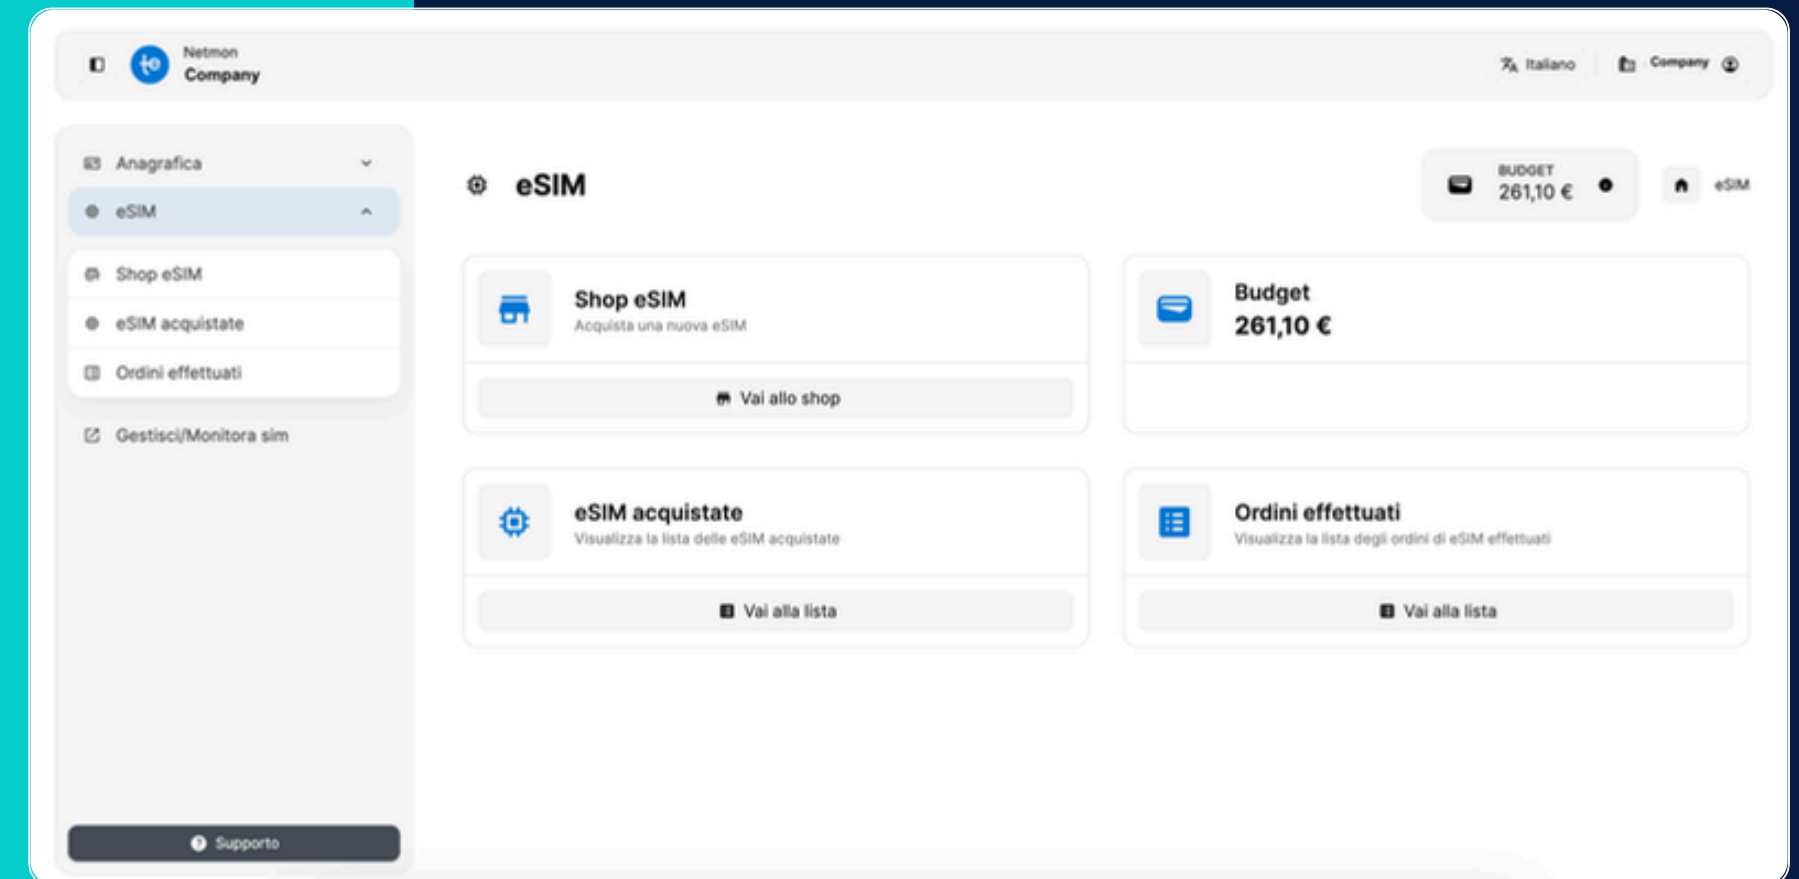 Netmon
Company
Italiano
Company
Anagrafica
eSIM
Shop eSIM
eSIM acquistate
Ordini effettuati
Gestisci/Monitora sim
Supporto
eSIM
BUDGET
261,10 €
eSIM
Shop eSIM
Acquista una nuova eSIM
Vai allo shop
Budget
261,10 €
eSIM acquistate
Visualizza la lista delle eSIM acquistate
Vai alla lista
Ordini effettuati
Visualizza la lista degli ordini di eSIM effettuati
Vai alla lista